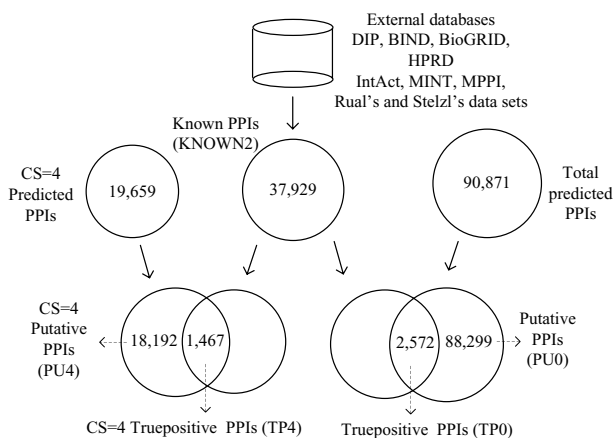 External databases
DIP, BIND, BioGRID,
HPRD
IntAct, MINT, MPPI,
Rual's and Stelzl's data sets
Known PPIs
(KNOWN2)
CS=4
Predicted
PPIs
19,659
37,929
90,871
Total
predicted
PPIs
CS=4
Putative
PPIs
(PU4)
18,192
1,467
2,572
88,299
Putative
PPIs
(PU0)
CS=4 Truepositive PPIs (TP4)
Truepositive PPIs (TP0)